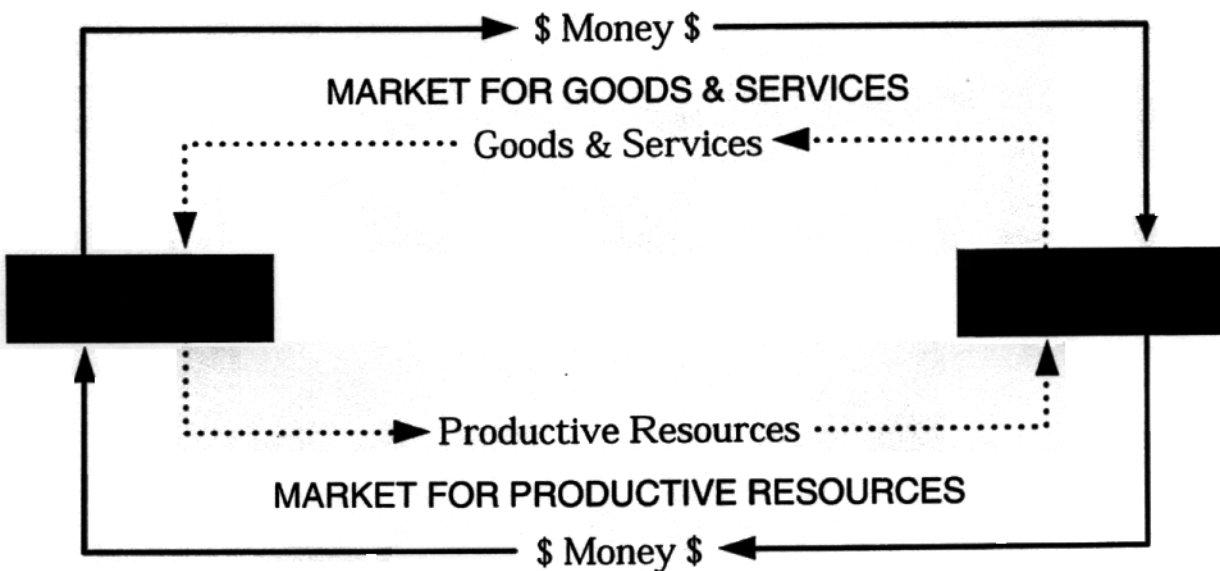 $ Money $
MARKET FOR GOODS & SERVICES
Goods & Services
Productive Resources
MARKET FOR PRODUCTIVE RESOURCES
$ Money $